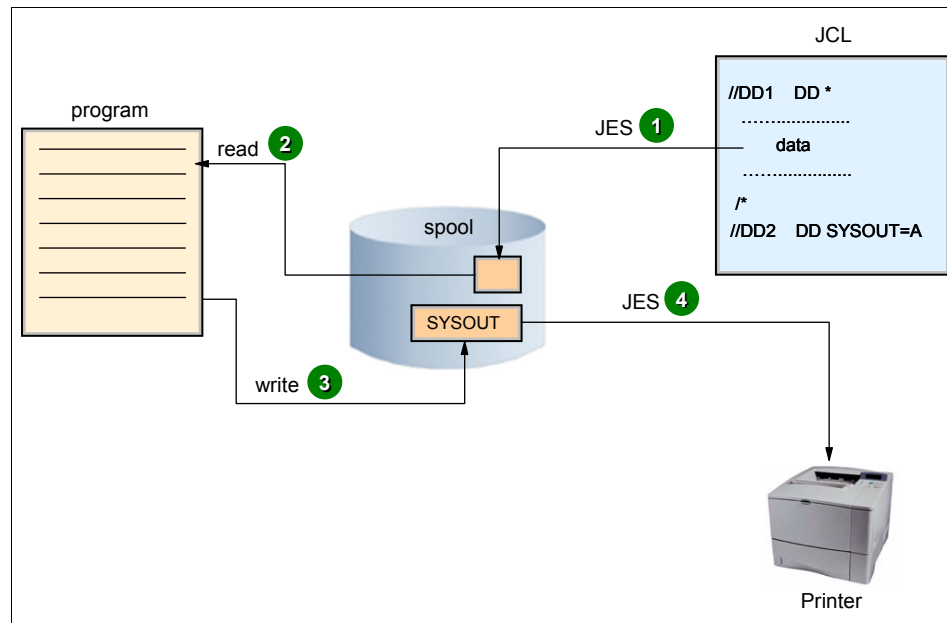 JCL
//DD1 DD *
....................
data
....................
/*
//DD2 DD SYSOUT=A
program
JES 1
read 2
spool
SYSOUT
JES 4
write 3
Printer